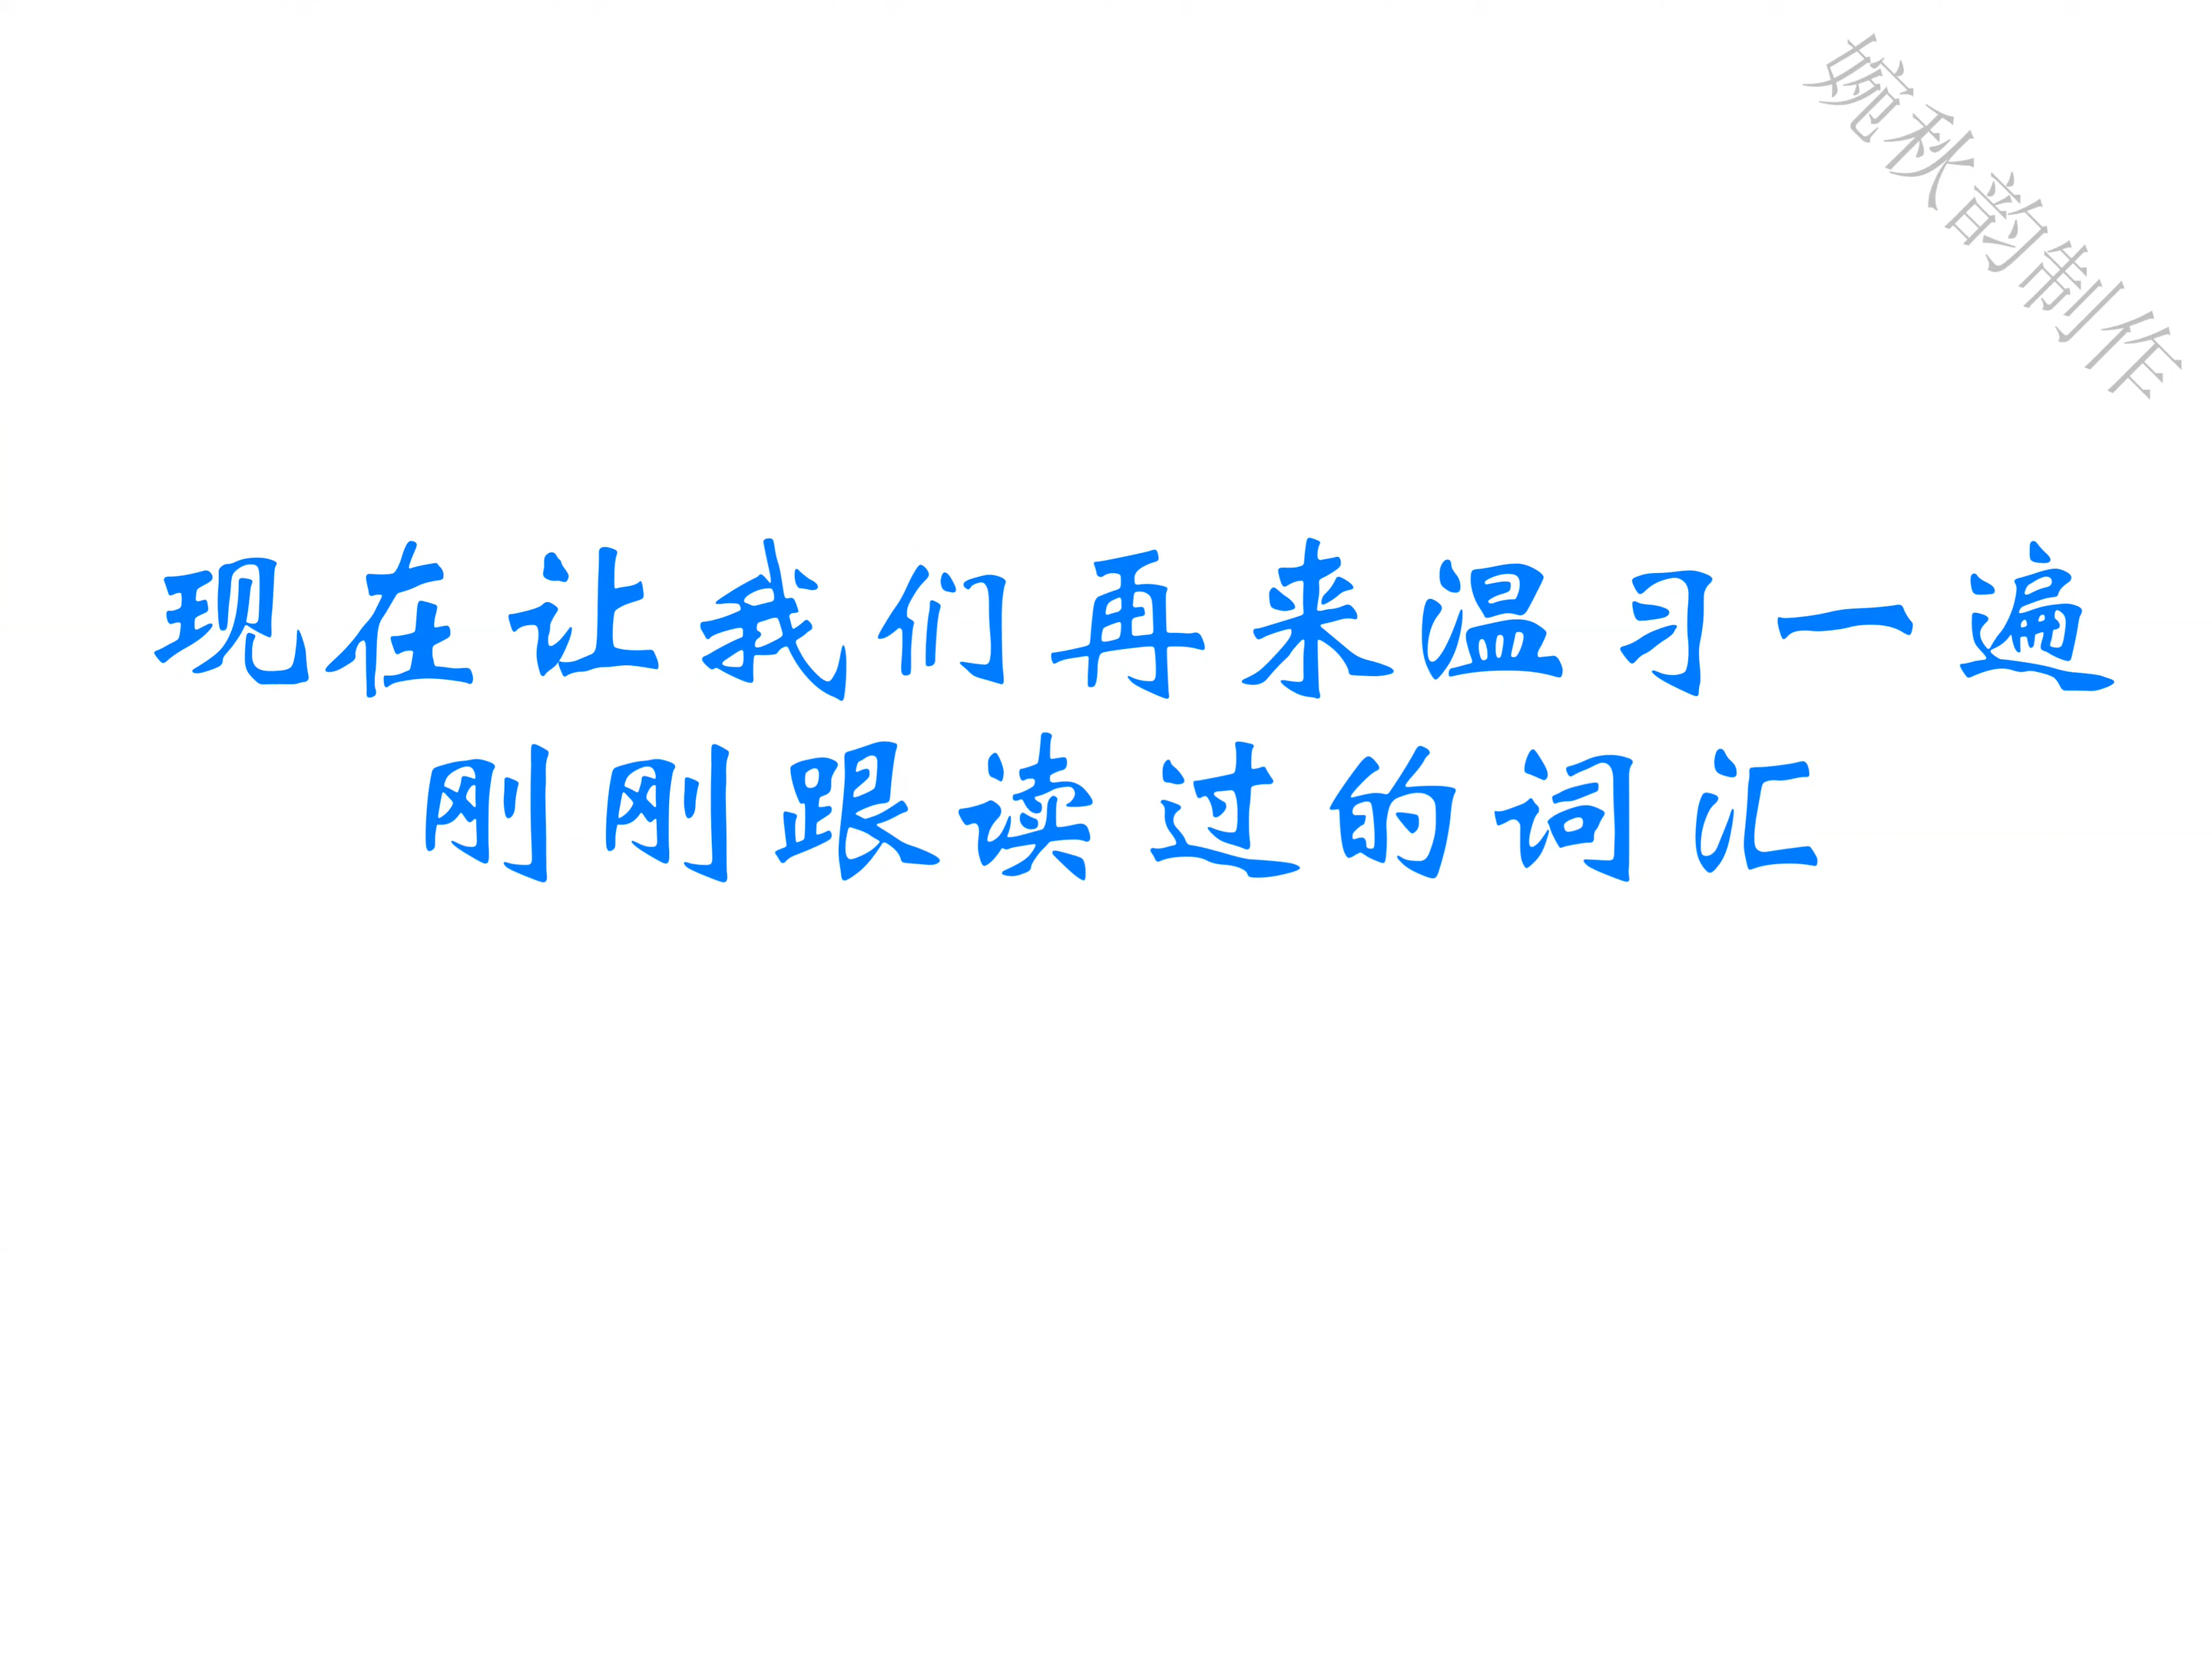 婉秋韵制作
现在让我们再来温习一遍
刚刚跟读过的词汇